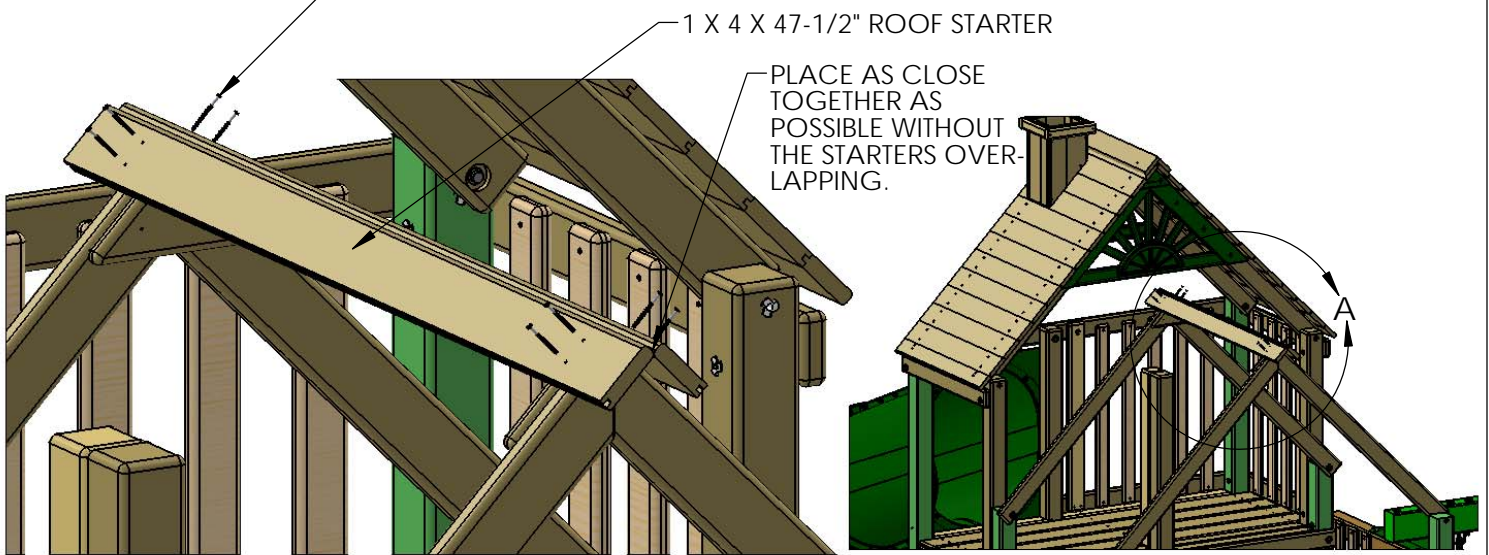 1 X 4 X 47-1/2" ROOF STARTER
PLACE AS CLOSE
TOGETHER AS
POSSIBLE WITHOUT
THE STARTERS OVER-
LAPPING.
A